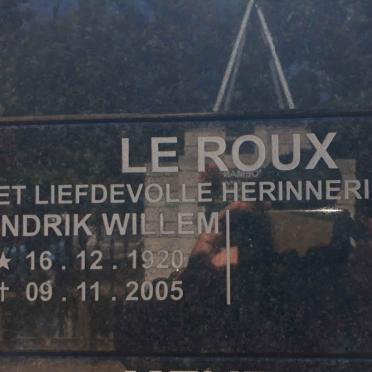 LE ROUX
ET LIEFDEVOLLE HERINNERI
NDRIK WILLEM
★ 16 . 12 . 1920
† 09 . 11 . 2005